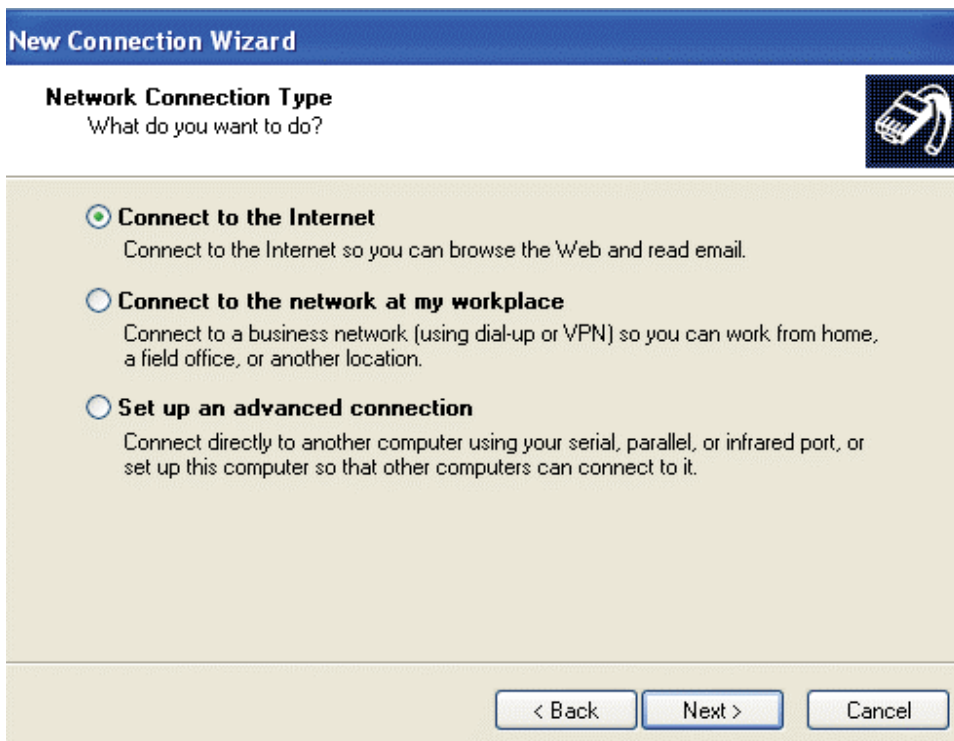 New Connection Wizard
Network Connection Type
What do you want to do?
Connect to the Internet
Connect to the Internet so you can browse the Web and read email.
Connect to the network at my workplace
Connect to a business network (using dial-up or VPN) so you can work from home,
a field office, or another location.
Set up an advanced connection
Connect directly to another computer using your serial, parallel, or infrared port, or
set up this computer so that other computers can connect to it.
< Back
Next >
Cancel